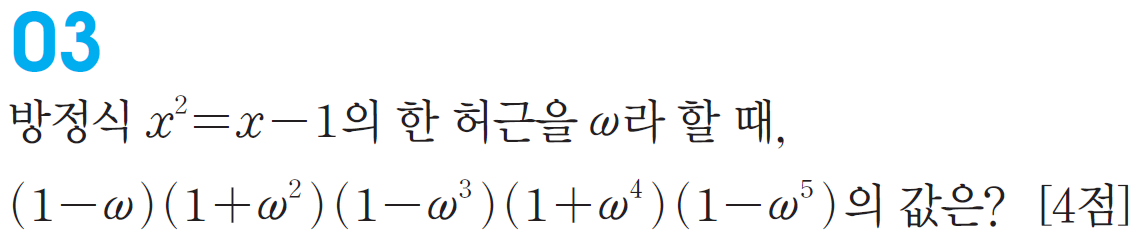 03
방정식 x²=x-1의 한 허근을 ω라 할 때,
(1-ω)(1+ω²)(1-ω³)(1+ω⁴)(1-ω⁵)의 값은? [4점]